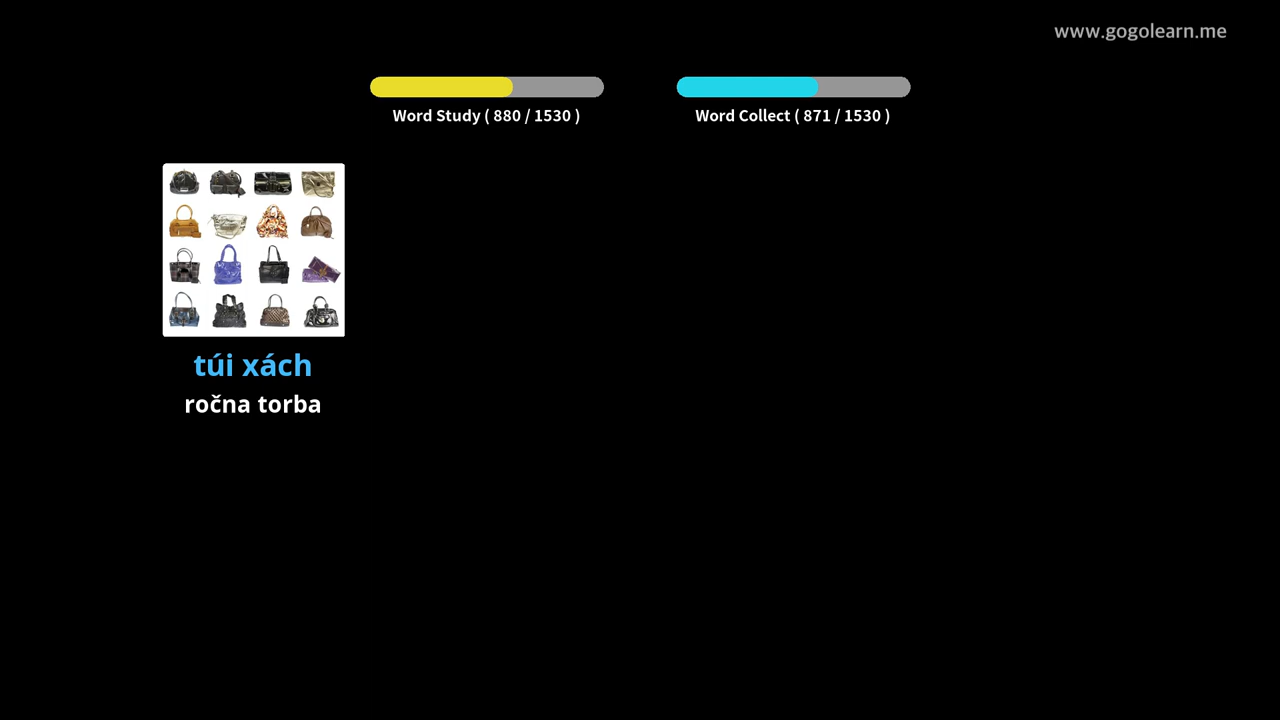 www.gogolearn.me
Word Study ( 880 / 1530 )
Word Collect ( 871 / 1530 )
túi xách
ročna torba